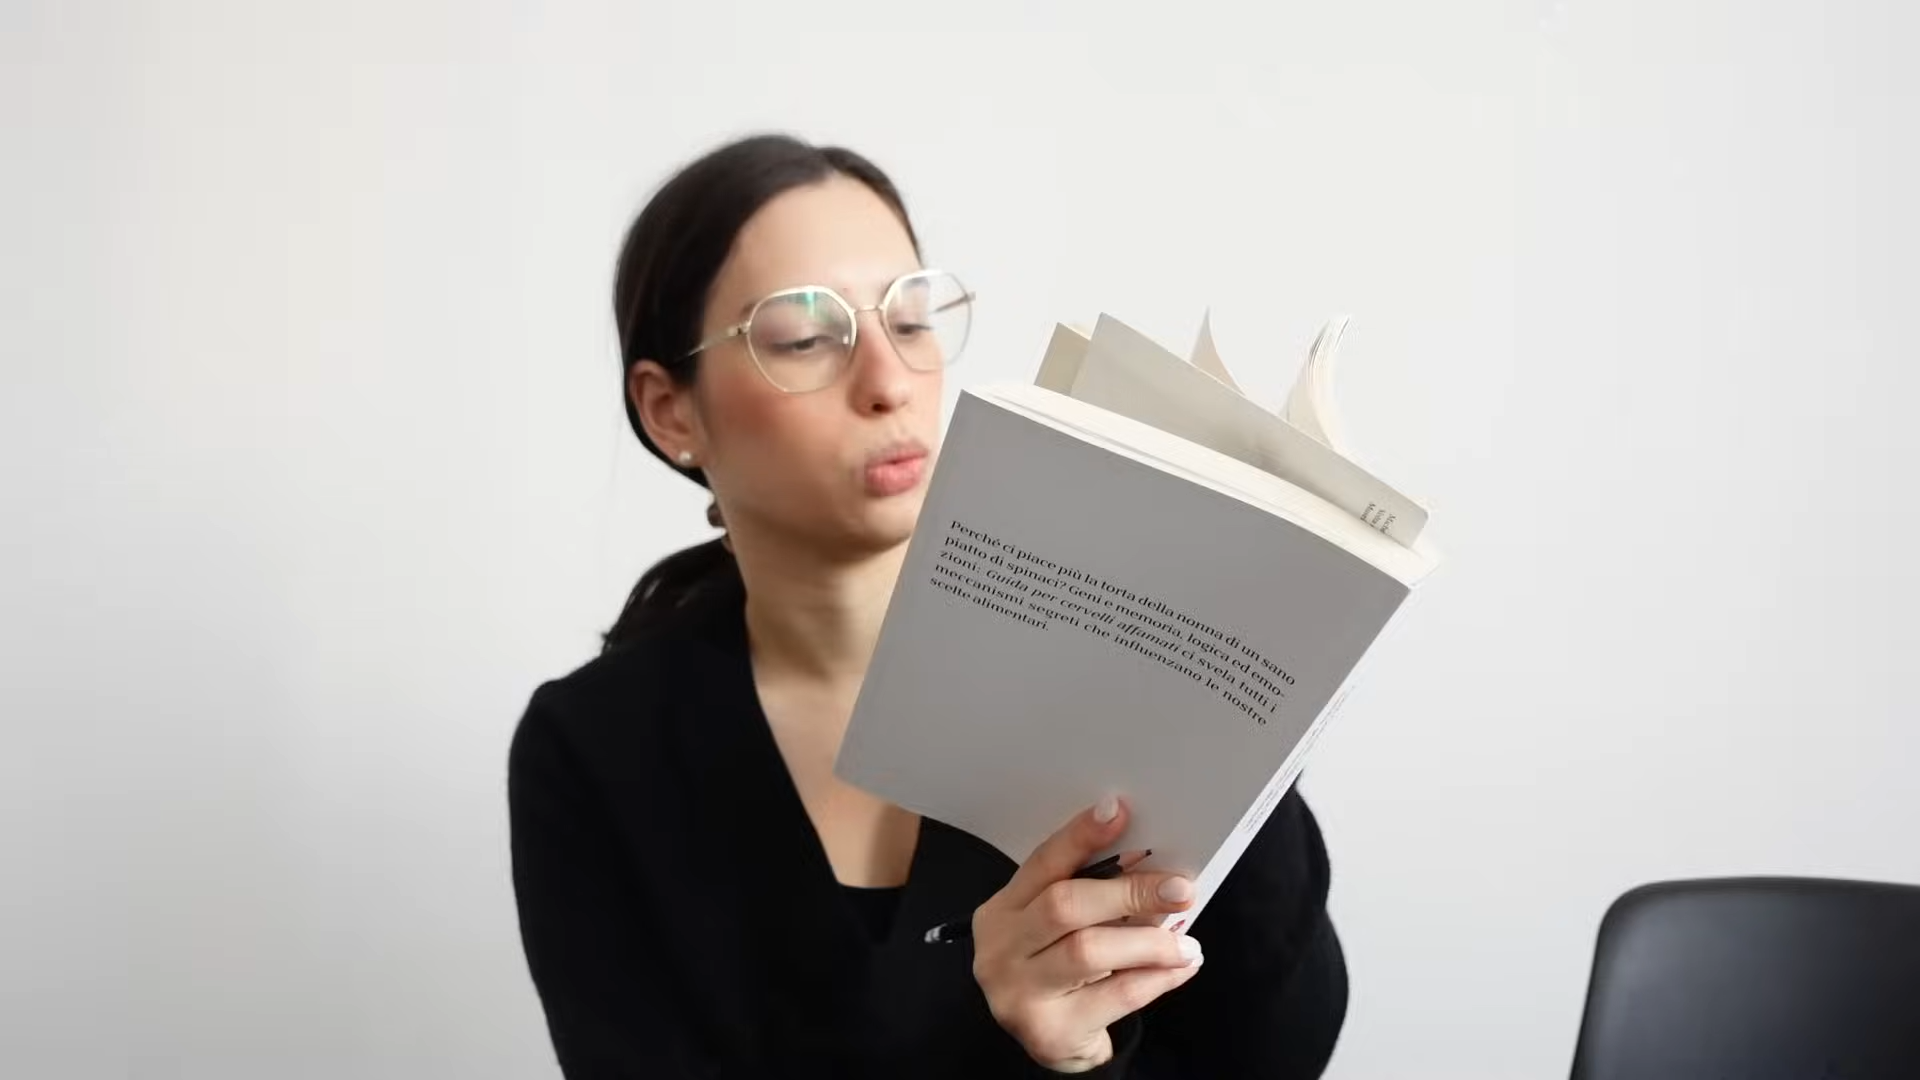 Perché ci piace più la torta della nonna di un sano
piatto di spinaci? Geni e memoria, logica ed emo-
zioni: Guida per cervelli affamati ci svela tutti i
meccanismi segreti che influenzano le nostre
scelte alimentari.